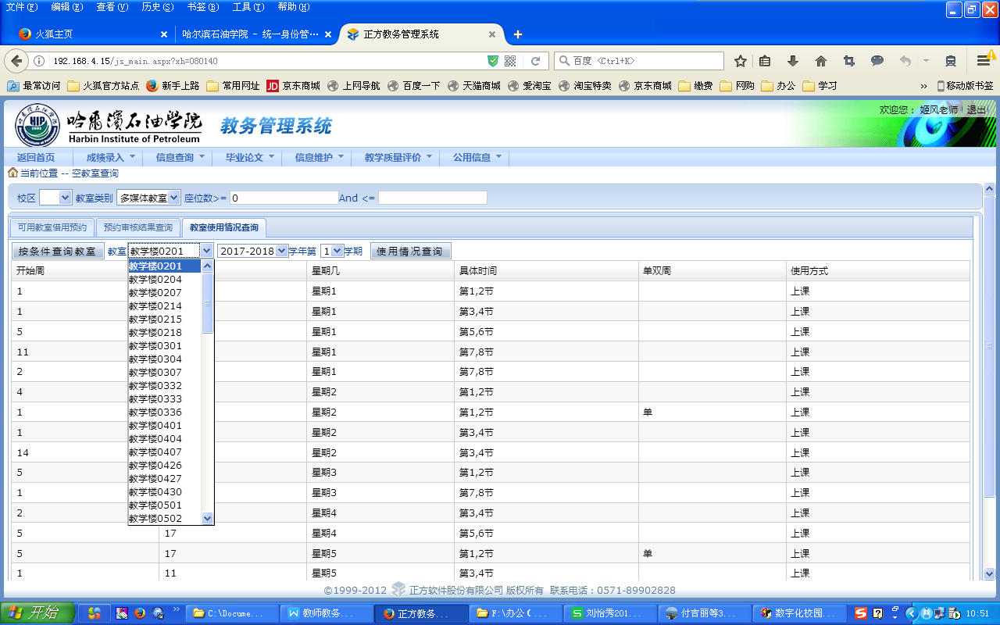 文件(F) 编辑(E) 查看(V) 历史(S) 书签(B) 工具(T) 帮助(H)
火狐主页 × 哈尔滨石油学院 - 统一身份管··· × 正方教务管理系统 × +
192.168.4.15/js_main.aspx?xh=080140 百度 <Ctrl+K>
最常访问 火狐官方站点 新手上路 常用网址 JD 京东商城 上网导航 百度一下 天猫商城 爱淘宝 淘宝特卖 京东商城 缴费 网购 办公 学习 » 移动版书签
HIP 哈尔滨石油学院 教务管理系统 欢迎您： 姬风老师 退出
Harbin Institute of Petroleum
返回首页 成绩录入 信息查询 毕业论文 信息维护 教学质量评价 公用信息
当前位置 -- 空教室查询
校区 教室类别 多媒体教室 座位数>= 0 And <=
可用教室借用预约 预约审核结果查询 教室使用情况查询
按条件查询教室 教室 教学楼0201 2017-2018 学年第 1 学期 使用情况查询
开始周 星期几 具体时间 单双周 使用方式
教学楼0201
教学楼0204
教学楼0207
教学楼0214
教学楼0215
教学楼0218
教学楼0301
教学楼0304
教学楼0307
教学楼0332
教学楼0333
教学楼0336
教学楼0401
教学楼0404
教学楼0407
教学楼0426
教学楼0427
教学楼0430
教学楼0501
教学楼0502
1 星期1 第1,2节 上课
1 星期1 第3,4节 上课
5 星期1 第5,6节 上课
11 星期1 第7,8节 上课
2 星期1 第7,8节 上课
4 星期2 第1,2节 上课
1 星期2 第1,2节 单 上课
1 星期2 第3,4节 上课
14 星期2 第3,4节 上课
5 星期3 第1,2节 上课
1 星期3 第7,8节 上课
2 星期4 第3,4节 上课
5 17 星期4 第5,6节 上课
5 17 星期5 第1,2节 单 上课
1 11 星期5 第3,4节 上课
©1999-2012 正方软件股份有限公司 版权所有 联系电话：0571-89902828
开始 » C:\Docume... 教师教务... 正方教务... F:\办公(... 刘怡秀201... 付吉丽等3... 数字化校园... 10:51